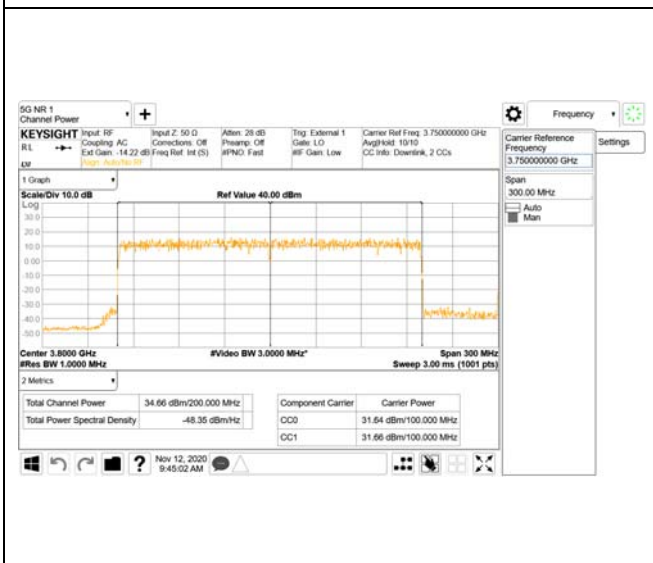 5G NR 1
Channel Power
+
Frequency
KEYSIGHT
RL
Input: RF
Coupling: AC
Ext Gain: -14.22 dB
Align: Auto/No RF
Input Z: 50 Ω
Corrections: Off
Freq Ref: Int (S)
Atten: 28 dB
Preamp: Off
#PNO: Fast
Trig: External 1
Gate: LO
#IF Gain: Low
Carrier Ref Freq: 3.750000000 GHz
Avg|Hold: 10/10
CC Info: Downlink, 2 CCs
Carrier Reference
Frequency
3.750000000 GHz
Settings
Span
300.00 MHz
Auto
Man
1 Graph
Scale/Div 10.0 dB
Ref Value 40.00 dBm
Log
30.0
20.0
10.0
0.00
-10.0
-20.0
-30.0
-40.0
-50.0
Center 3.8000 GHz
#Video BW 3.0000 MHz*
Span 300 MHz
#Res BW 1.0000 MHz
Sweep 3.00 ms (1001 pts)
2 Metrics
Total Channel Power 34.66 dBm/200.000 MHz
Total Power Spectral Density -48.35 dBm/Hz
Component Carrier Carrier Power
CC0 31.64 dBm/100.000 MHz
CC1 31.66 dBm/100.000 MHz
?
Nov 12, 2020
9:45:02 AM